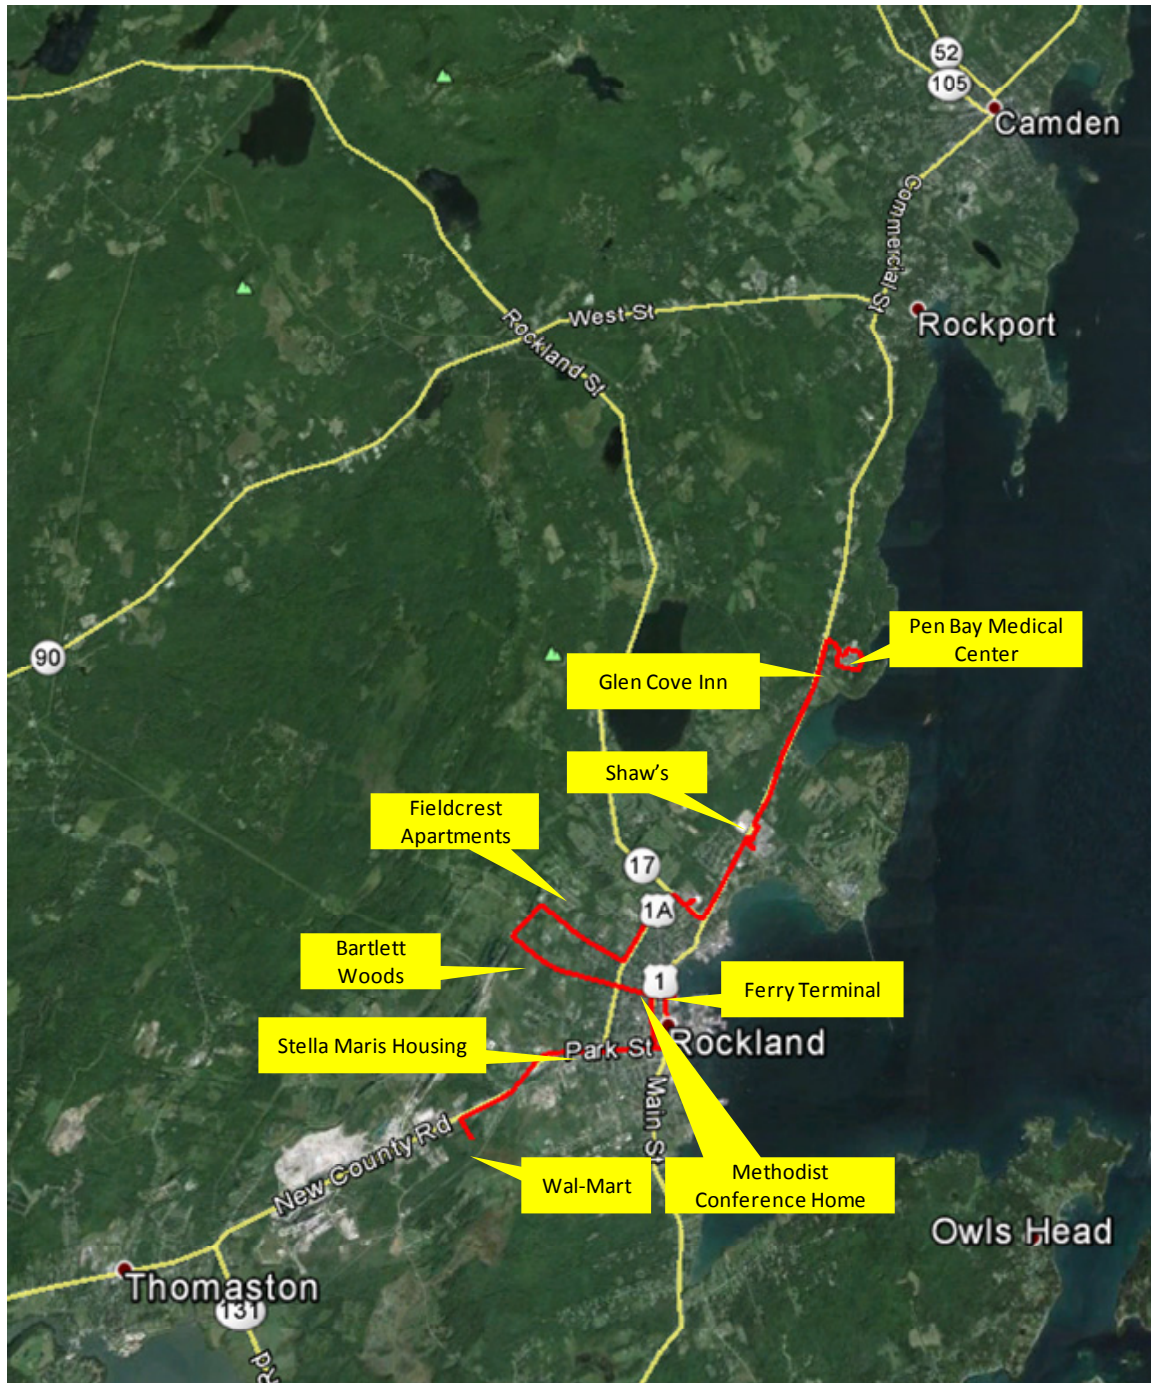 52
105
Camden
Commercial St
Rockport
West St
Rockland St
90
Pen Bay Medical
Center
Glen Cove Inn
Shaw's
Fieldcrest
Apartments
17
1A
Bartlett
Woods
1
Ferry Terminal
Stella Maris Housing
Park St
Rockland
Main St
New County Rd
Wal-Mart
Methodist
Conference Home
Owls Head
Thomaston
131
Rd